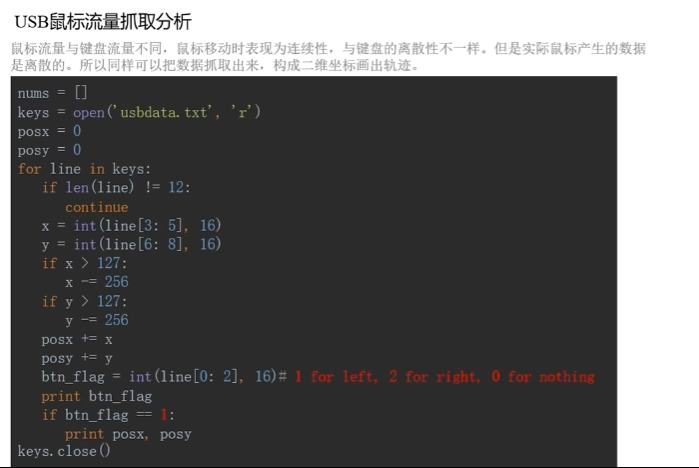 USB鼠标流量抓取分析
鼠标流量与键盘流量不同，鼠标移动时表现为连续性，与键盘的离散性不一样。但是实际鼠标产生的数据
是离散的。所以同样可以把数据抓取出来，构成二维坐标画出轨迹。
nums = []
keys = open('usbdata.txt', 'r')
posx = 0
posy = 0
for line in keys:
    if len(line) != 12:
        continue
    x = int(line[3: 5], 16)
    y = int(line[6: 8], 16)
    if x > 127:
        x -= 256
    if y > 127:
        y -= 256
    posx += x
    posy += y
    btn_flag = int(line[0: 2], 16)# 1 for left, 2 for right, 0 for nothing
    print btn_flag
    if btn_flag == 1:
        print posx, posy
keys.close()